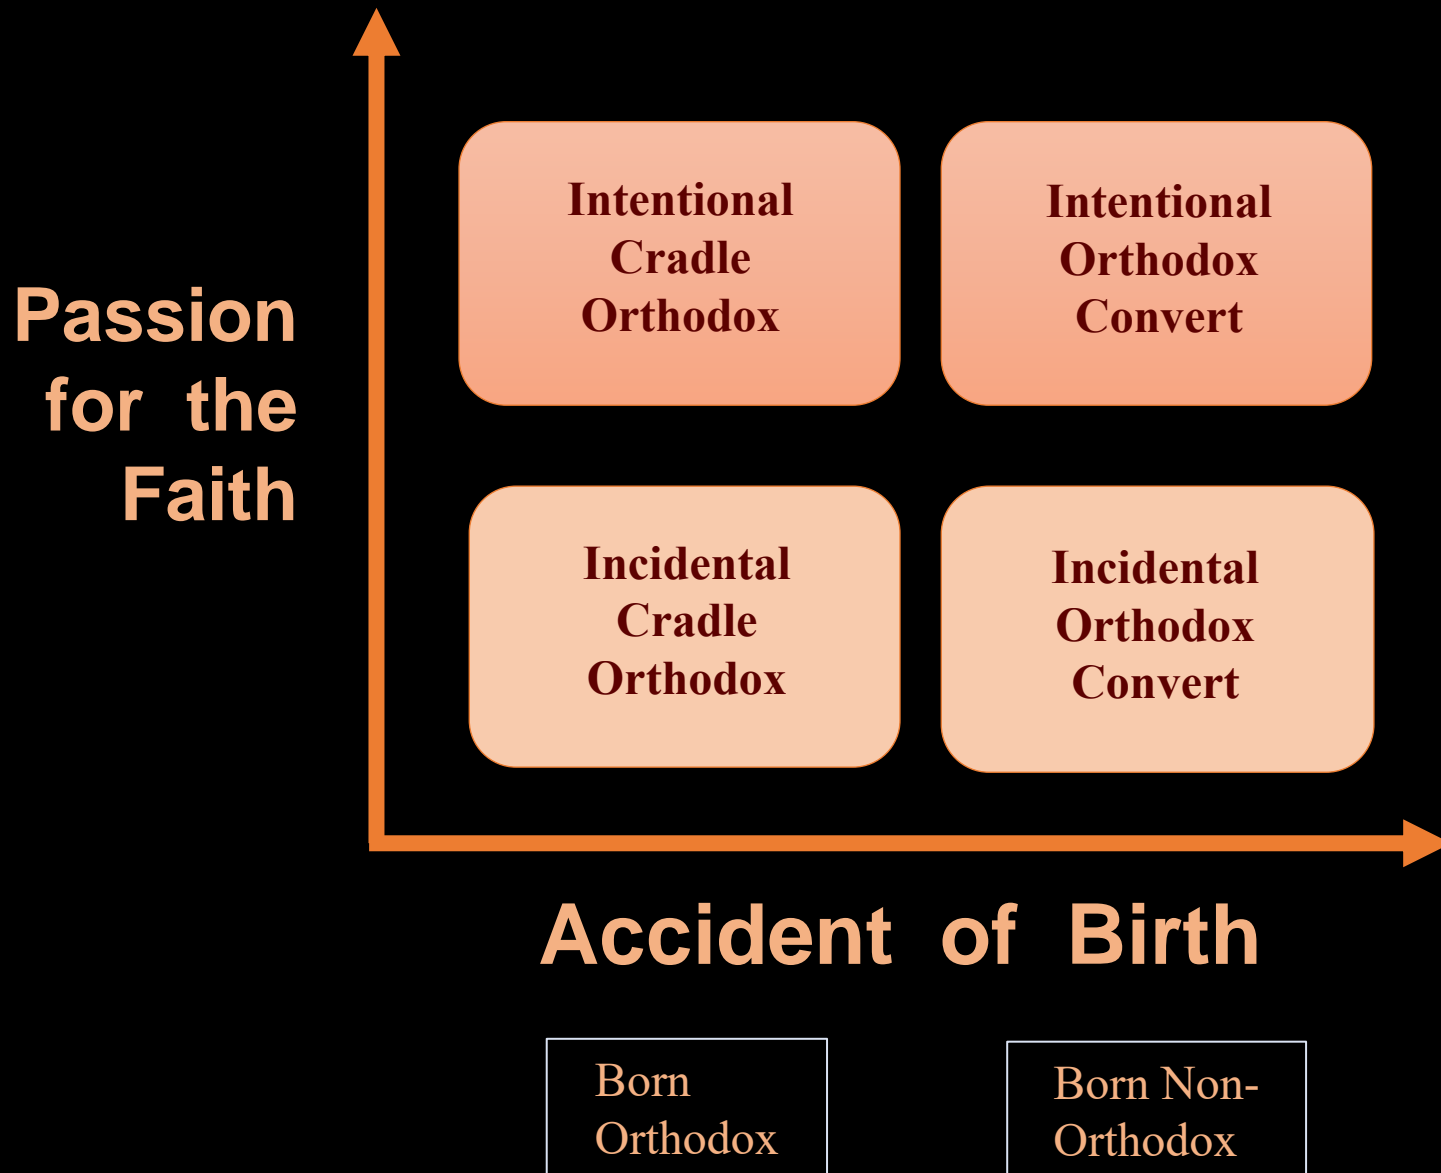 Intentional
Cradle
Orthodox
Intentional
Orthodox
Convert
Passion
for the
Faith
Incidental
Cradle
Orthodox
Incidental
Orthodox
Convert
Accident of Birth
Born
Orthodox
Born Non-
Orthodox